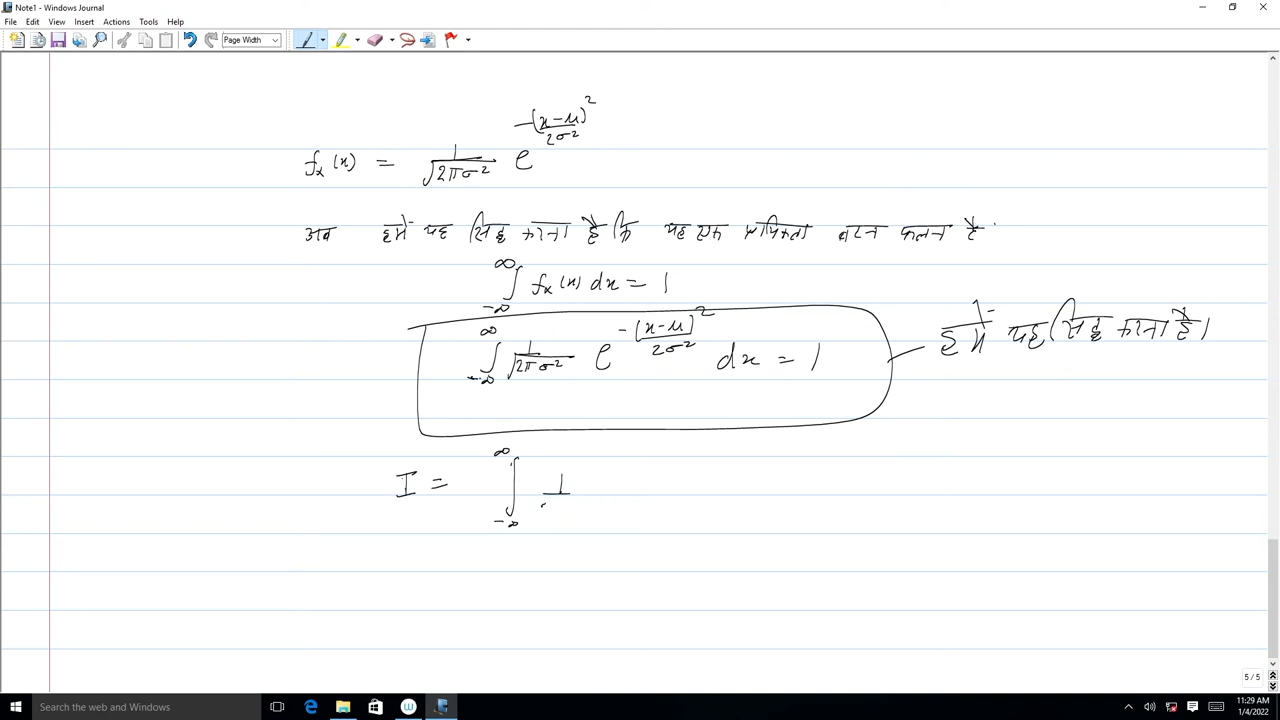 Note1 - Windows Journal
File Edit View Insert Actions Tools Help
Page Width
fₓ(x) = 1/√(2πσ²) e^(-(x-μ)²/2σ²)
अब हमें यह सिद्ध करना है कि यह एक प्रायिकता घनत्व फलन है
∫_{-∞}^{∞} fₓ(x) dx = 1
∫_{-∞}^{∞} 1/√(2πσ²) e^(-(x-μ)²/2σ²) dx = 1
हमें यह सिद्ध करना है।
I = ∫_{-∞}^{∞} 1
5 / 5
Search the web and Windows
11:29 AM
1/4/2022